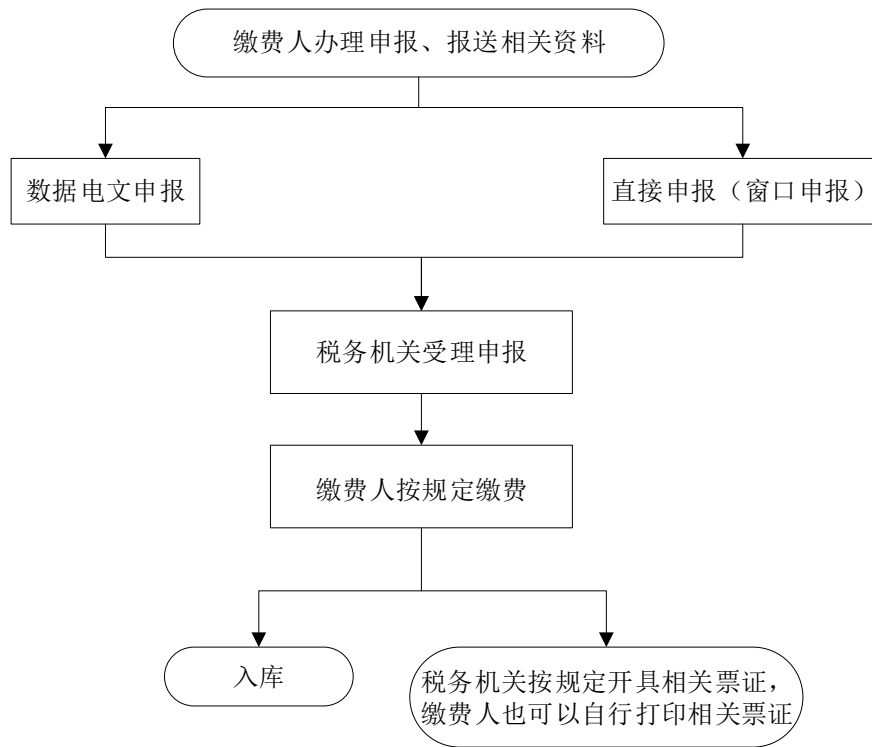 缴费人办理申报、报送相关资料
数据电文申报
直接申报（窗口申报）
税务机关受理申报
缴费人按规定缴费
入库
税务机关按规定开具相关票证，
缴费人也可以自行打印相关票证